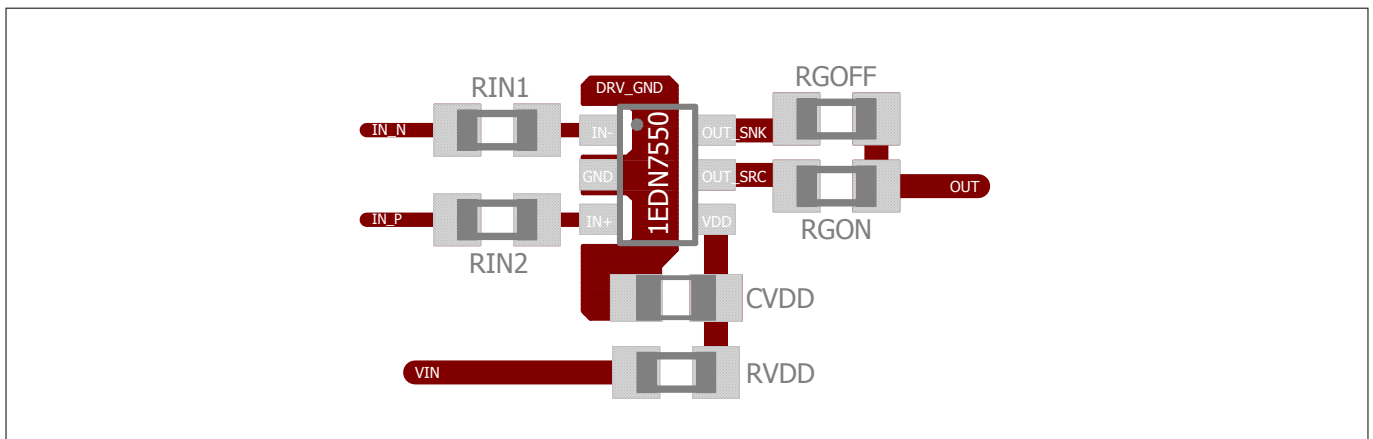 DRV_GND
RGOFF
RIN1
IN_N
IN-
OUT_SNK
1EDN7550
GND
OUT_SRC
OUT
IN_P
IN+
VDD
RGON
RIN2
CVDD
VIN
RVDD